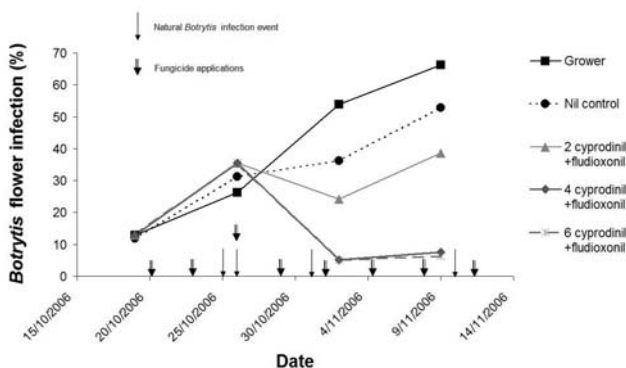 Natural Botrytis infection event
Fungicide applications
Botrytis flower infection (%)
70
60
50
40
30
20
10
0
15/10/2006
20/10/2006
25/10/2006
30/10/2006
4/11/2006
9/11/2006
14/11/2006
Date
Grower
Nil control
2 cyprodinil
+fludioxonil
4 cyprodinil
+fludioxonil
6 cyprodinil
+fludioxonil